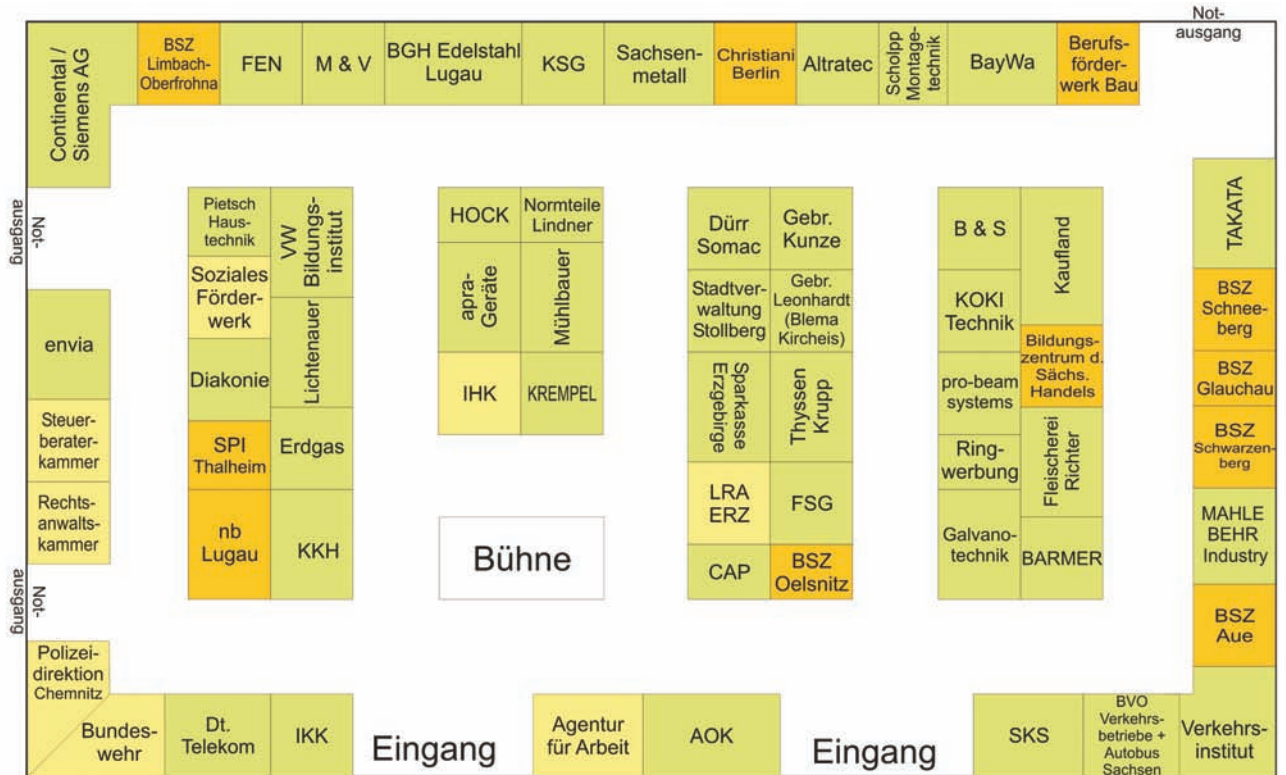 Not-
ausgang
Continental /
Siemens AG
BSZ
Limbach-
Oberfrohna
FEN
M & V
BGH Edelstahl
Lugau
KSG
Sachsen-
metall
Christiani
Berlin
Altratec
Scholpp
Montage-
technik
BayWa
Berufs-
förder-
werk Bau
Not-
ausgang
envia
Steuer-
berater-
kammer
Rechts-
anwalts-
kammer
Not-
ausgang
Polizei-
direktion
Chemnitz
Bundes-
wehr
Pietsch
Haus-
technik
Soziales
Förder-
werk
Diakonie
SPI
Thalheim
nb
Lugau
VW
Bildungs-
institut
Lichtenauer
Erdgas
KKH
HOCK
Normteile
Lindner
apra-
Geräte
Mühlbauer
IHK
KREMPEL
Bühne
Dürr
Somac
Gebr.
Kunze
Stadtver-
waltung
Stollberg
Gebr.
Leonhardt
(Blema
Kircheis)
Sparkasse
Erzgebirge
Thyssen
Krupp
LRA
ERZ
FSG
CAP
BSZ
Oelsnitz
B & S
KOKI
Technik
pro-beam
systems
Ring-
werbung
Galvano-
technik
Kaufland
Bildungs-
zentrum d.
Sächs.
Handels
Fleischerei
Richter
BARMER
TAKATA
BSZ
Schnee-
berg
BSZ
Glauchau
BSZ
Schwarzen-
berg
MAHLE
BEHR
Industry
BSZ
Aue
Dt.
Telekom
IKK
Eingang
Agentur
für Arbeit
AOK
Eingang
SKS
BVO
Verkehrs-
betriebe +
Autobus
Sachsen
Verkehrs-
institut